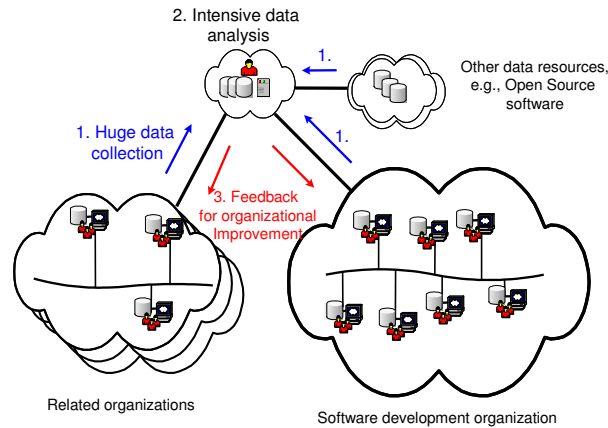 2. Intensive data
analysis
1.
Other data resources,
e.g., Open Source
software
1. Huge data
collection
1.
3. Feedback
for organizational
Improvement
Related organizations
Software development organization